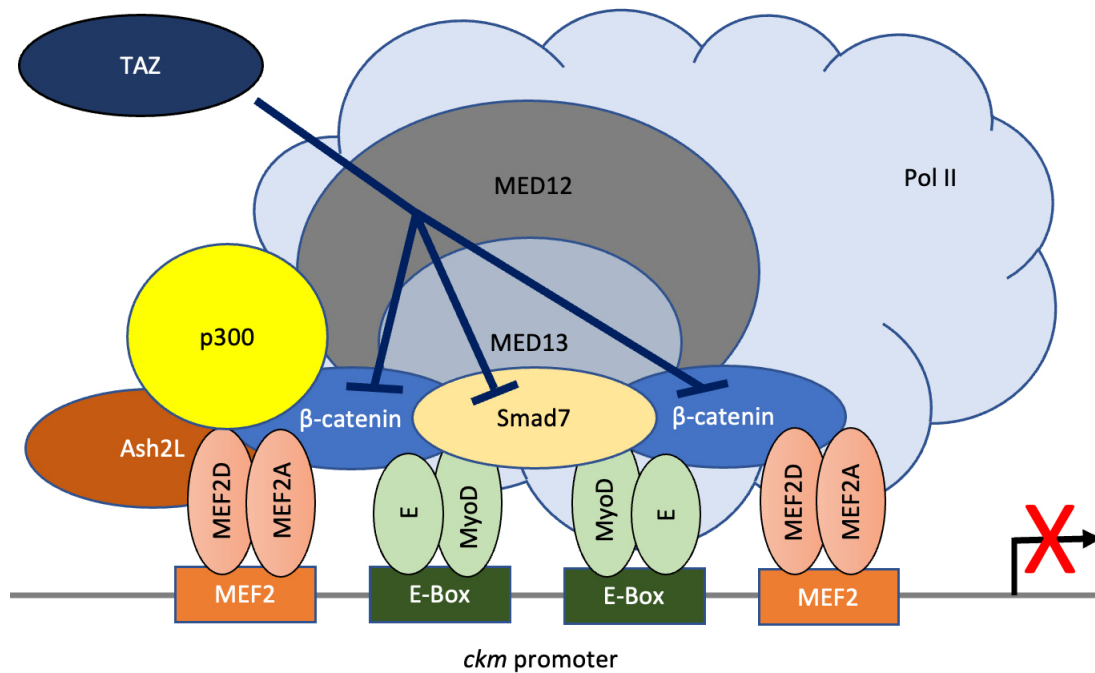 TAZ
MED12
Pol II
p300
MED13
β-catenin
Smad7
β-catenin
Ash2L
MEF2D
MEF2A
E
MyoD
MyoD
E
MEF2D
MEF2A
X
MEF2
E-Box
E-Box
MEF2
ckm promoter